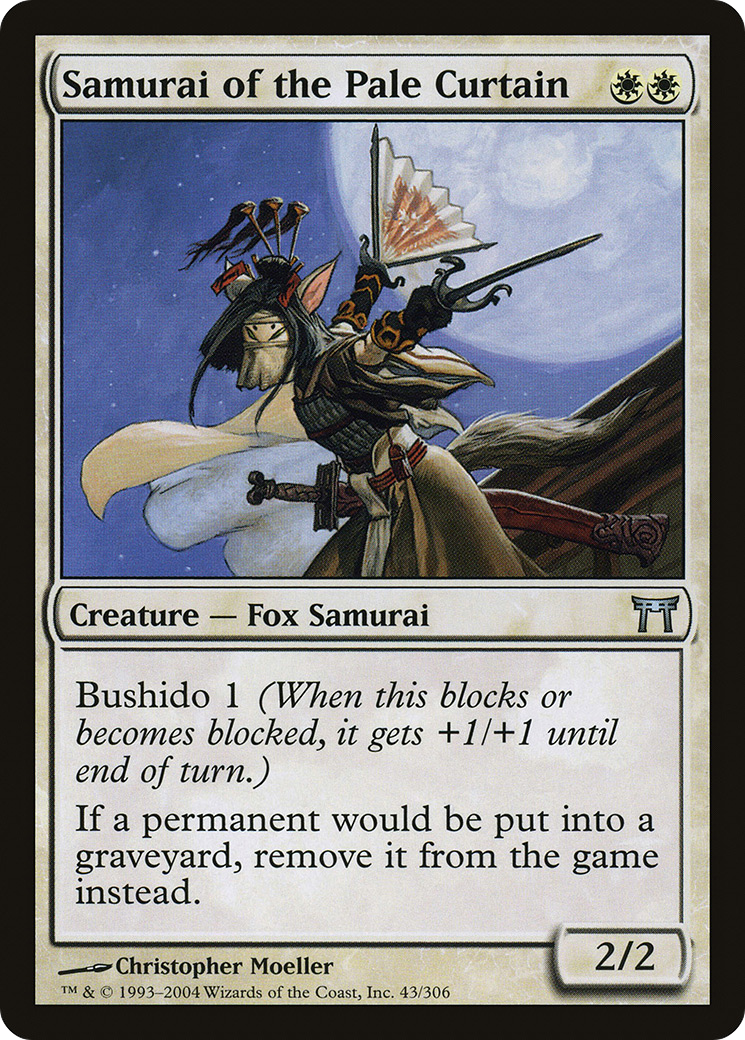 Samurai of the Pale Curtain
Creature — Fox Samurai
Bushido 1 (When this blocks or
becomes blocked, it gets +1/+1 until
end of turn.)
If a permanent would be put into a
graveyard, remove it from the game
instead.
2/2
Christopher Moeller
™ & © 1993–2004 Wizards of the Coast, Inc. 43/306